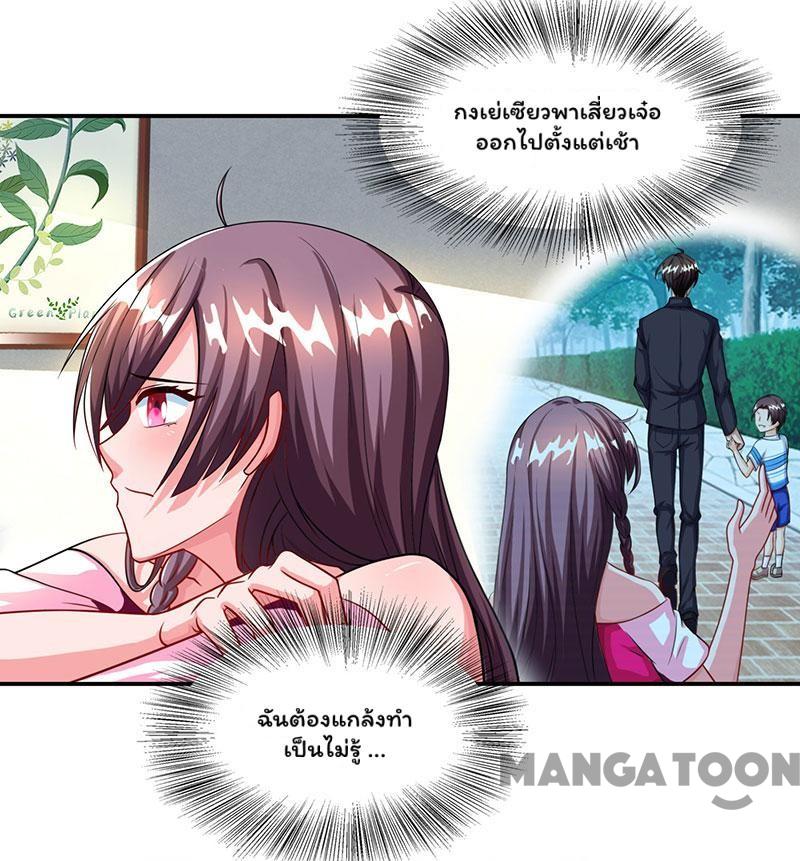 กงเย่เซียวพาเสี่ยวเจ๋อ
ออกไปตั้งแต่เช้า
Green Pla
ฉันต้องแกล้งทำ
เป็นไม่รู้ ...
MANGATOON